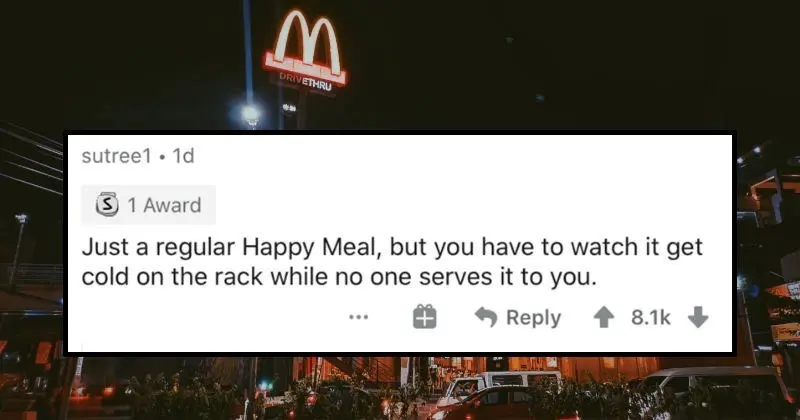 M
DRIVETHRU
sutree1 • 1d
S 1 Award
Just a regular Happy Meal, but you have to watch it get
cold on the rack while no one serves it to you.
Reply 8.1k